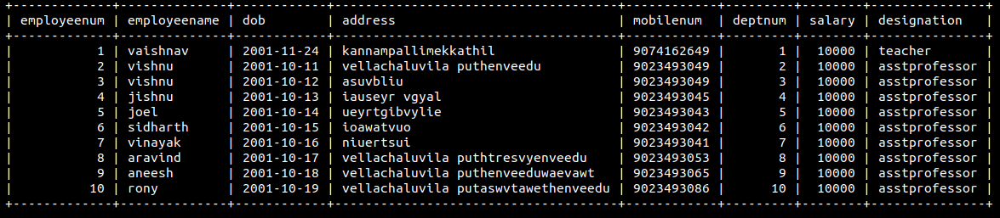 +-------------+--------------+------------+-----------------------------------+------------+---------+--------+---------------+
| employeenum | employeename | dob        | address                           | mobilenum  | deptnum | salary | designation   |
+-------------+--------------+------------+-----------------------------------+------------+---------+--------+---------------+
|           1 | vaishnav     | 2001-11-24 | kannampallimekkathil              | 9074162649 |       1 |  10000 | teacher       |
|           2 | vishnu       | 2001-10-11 | vellachaluvila puthenveedu        | 9023493049 |       2 |  10000 | asstprofessor |
|           3 | vishnu       | 2001-10-12 | asuvbliu                          | 9023493049 |       3 |  10000 | asstprofessor |
|           4 | jishnu       | 2001-10-13 | iauseyr vgyal                     | 9023493045 |       4 |  10000 | asstprofessor |
|           5 | joel         | 2001-10-14 | ueyrtgibvylie                     | 9023493043 |       5 |  10000 | asstprofessor |
|           6 | sidharth     | 2001-10-15 | ioawatvuo                         | 9023493042 |       6 |  10000 | asstprofessor |
|           7 | vinayak      | 2001-10-16 | niuertsui                         | 9023493041 |       7 |  10000 | asstprofessor |
|           8 | aravind      | 2001-10-17 | vellachaluvila puthtresvyenveedu  | 9023493053 |       8 |  10000 | asstprofessor |
|           9 | aneesh       | 2001-10-18 | vellachaluvila puthenveeduwaevawt | 9023493065 |       9 |  10000 | asstprofessor |
|          10 | rony         | 2001-10-19 | vellachaluvila putaswvtawethenveedu | 9023493086 |      10 |  10000 | asstprofessor |
+-------------+--------------+------------+-----------------------------------+------------+---------+--------+---------------+